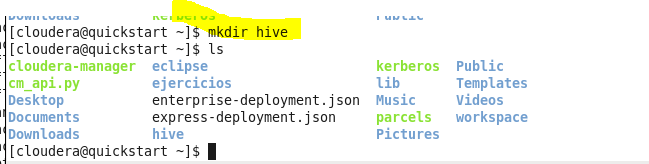 Downloads kerberos Public
[cloudera@quickstart ~]$ mkdir hive
[cloudera@quickstart ~]$ ls
cloudera-manager eclipse kerberos Public
cm_api.py ejercicios lib Templates
Desktop enterprise-deployment.json Music Videos
Documents express-deployment.json parcels workspace
Downloads hive Pictures
[cloudera@quickstart ~]$